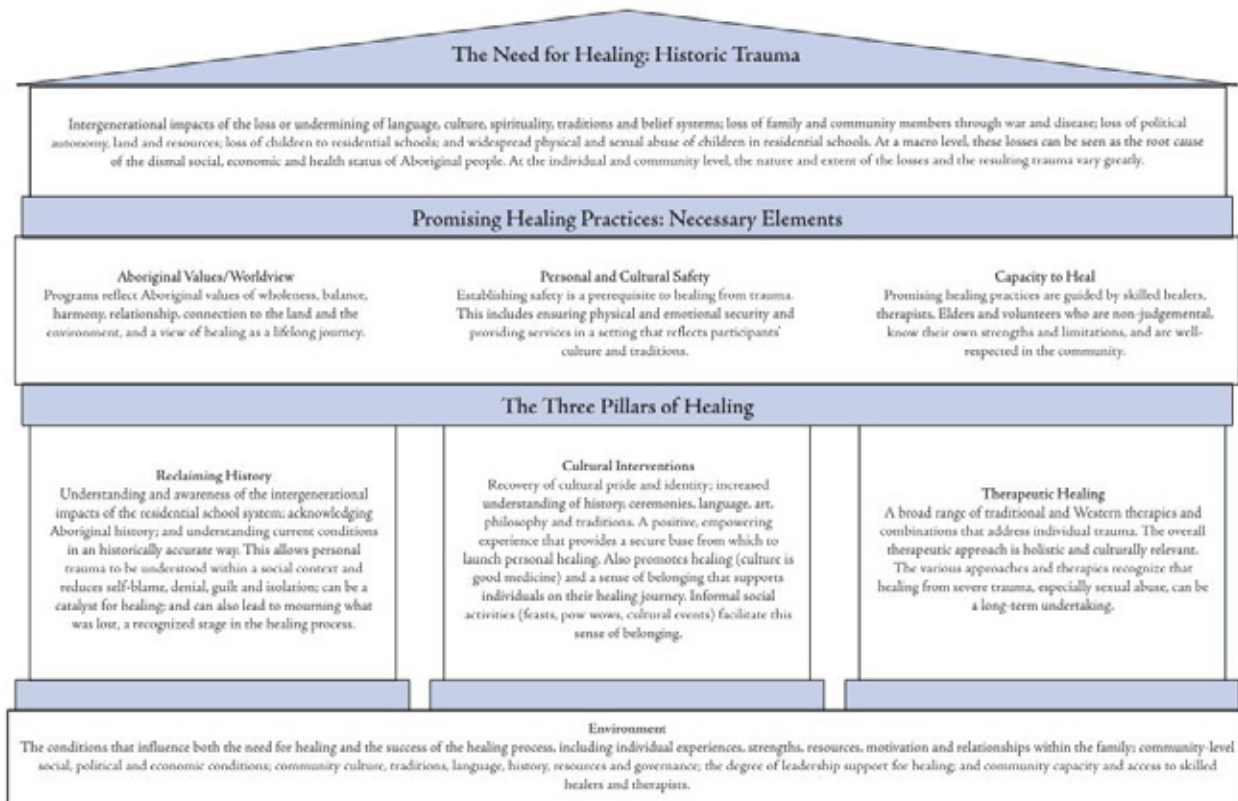 The Need for Healing: Historic Trauma
Intergenerational impacts of the loss or undermining of language, culture, spirituality, traditions and belief systems; loss of family and community members through war and disease; loss of political
autonomy, land and resources; loss of children to residential schools; and widespread physical and sexual abuse of children in residential schools. At a macro level, these losses can be seen as the root cause
of the dismal social, economic and health status of Aboriginal people. At the individual and community level, the nature and extent of the losses and the resulting trauma vary greatly.
Promising Healing Practices: Necessary Elements
Aboriginal Values/Worldview
Programs reflect Aboriginal values of wholeness, balance,
harmony, relationship, connection to the land and the
environment, and a view of healing as a lifelong journey.
Personal and Cultural Safety
Establishing safety is a prerequisite to healing from trauma.
This includes ensuring physical and emotional security and
providing services in a setting that reflects participants'
culture and traditions.
Capacity to Heal
Promising healing practices are guided by skilled healers,
therapists, Elders and volunteers who are non-judgemental,
know their own strengths and limitations, and are well-
respected in the community.
The Three Pillars of Healing
Reclaiming History
Understanding and awareness of the intergenerational
impacts of the residential school system; acknowledging
Aboriginal history; and understanding current conditions
in an historically accurate way. This allows personal
trauma to be understood within a social context and
reduces self-blame, denial, guilt and isolation; can be a
catalyst for healing; and can also lead to mourning what
was lost, a recognized stage in the healing process.
Cultural Interventions
Recovery of cultural pride and identity; increased
understanding of history, ceremonies, language, art,
philosophy and traditions. A positive, empowering
experience that provides a secure base from which to
launch personal healing. Also promotes healing (culture is
good medicine) and a sense of belonging that supports
individuals on their healing journey. Informal social
activities (feasts, pow wows, cultural events) facilitate this
sense of belonging.
Therapeutic Healing
A broad range of traditional and Western therapies and
combinations that address individual trauma. The overall
therapeutic approach is holistic and culturally relevant.
The various approaches and therapies recognize that
healing from severe trauma, especially sexual abuse, can be
a long-term undertaking.
Environment
The conditions that influence both the need for healing and the success of the healing process, including individual experiences, strengths, resources, motivation and relationships within the family; community-level
social, political and economic conditions; community culture, traditions, language, history, resources and governance; the degree of leadership support for healing; and community capacity and access to skilled
healers and therapists.